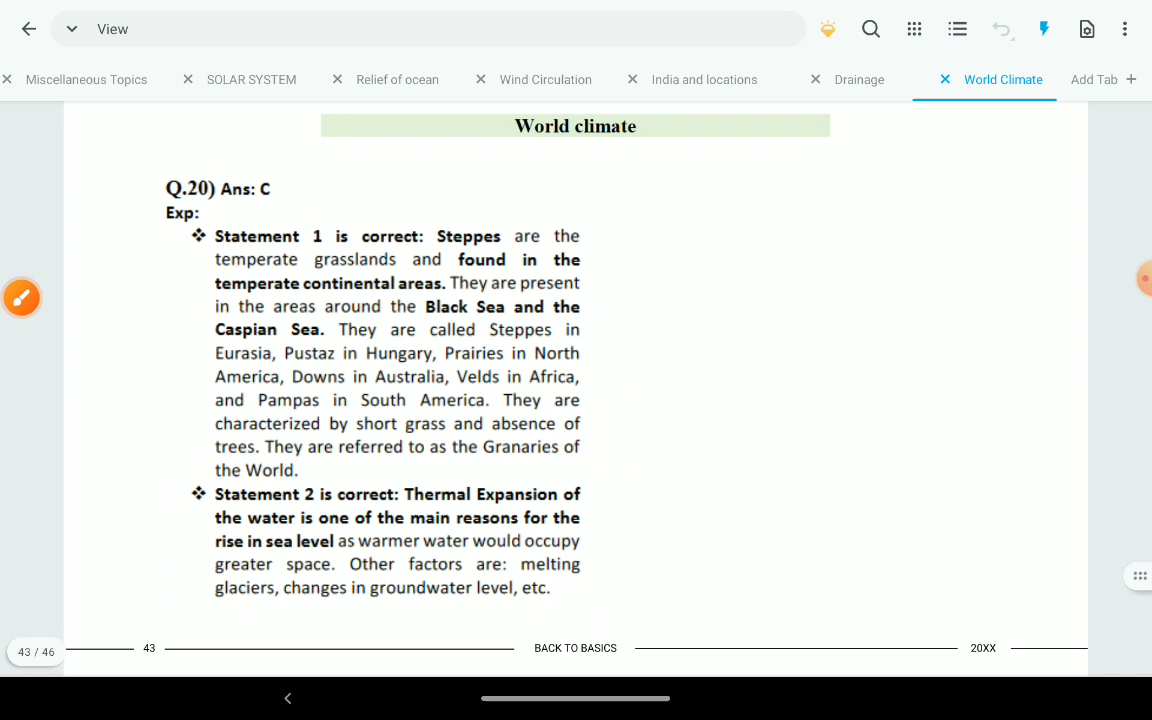 View
Miscellaneous Topics
SOLAR SYSTEM
Relief of ocean
Wind Circulation
India and locations
Drainage
World Climate
Add Tab
World climate
Q.20) Ans: C
Exp:
❖ Statement 1 is correct: Steppes are the
temperate grasslands and found in the
temperate continental areas. They are present
in the areas around the Black Sea and the
Caspian Sea. They are called Steppes in
Eurasia, Pustaz in Hungary, Prairies in North
America, Downs in Australia, Velds in Africa,
and Pampas in South America. They are
characterized by short grass and absence of
trees. They are referred to as the Granaries of
the World.
❖ Statement 2 is correct: Thermal Expansion of
the water is one of the main reasons for the
rise in sea level as warmer water would occupy
greater space. Other factors are: melting
glaciers, changes in groundwater level, etc.
43 / 46
43
BACK TO BASICS
20XX